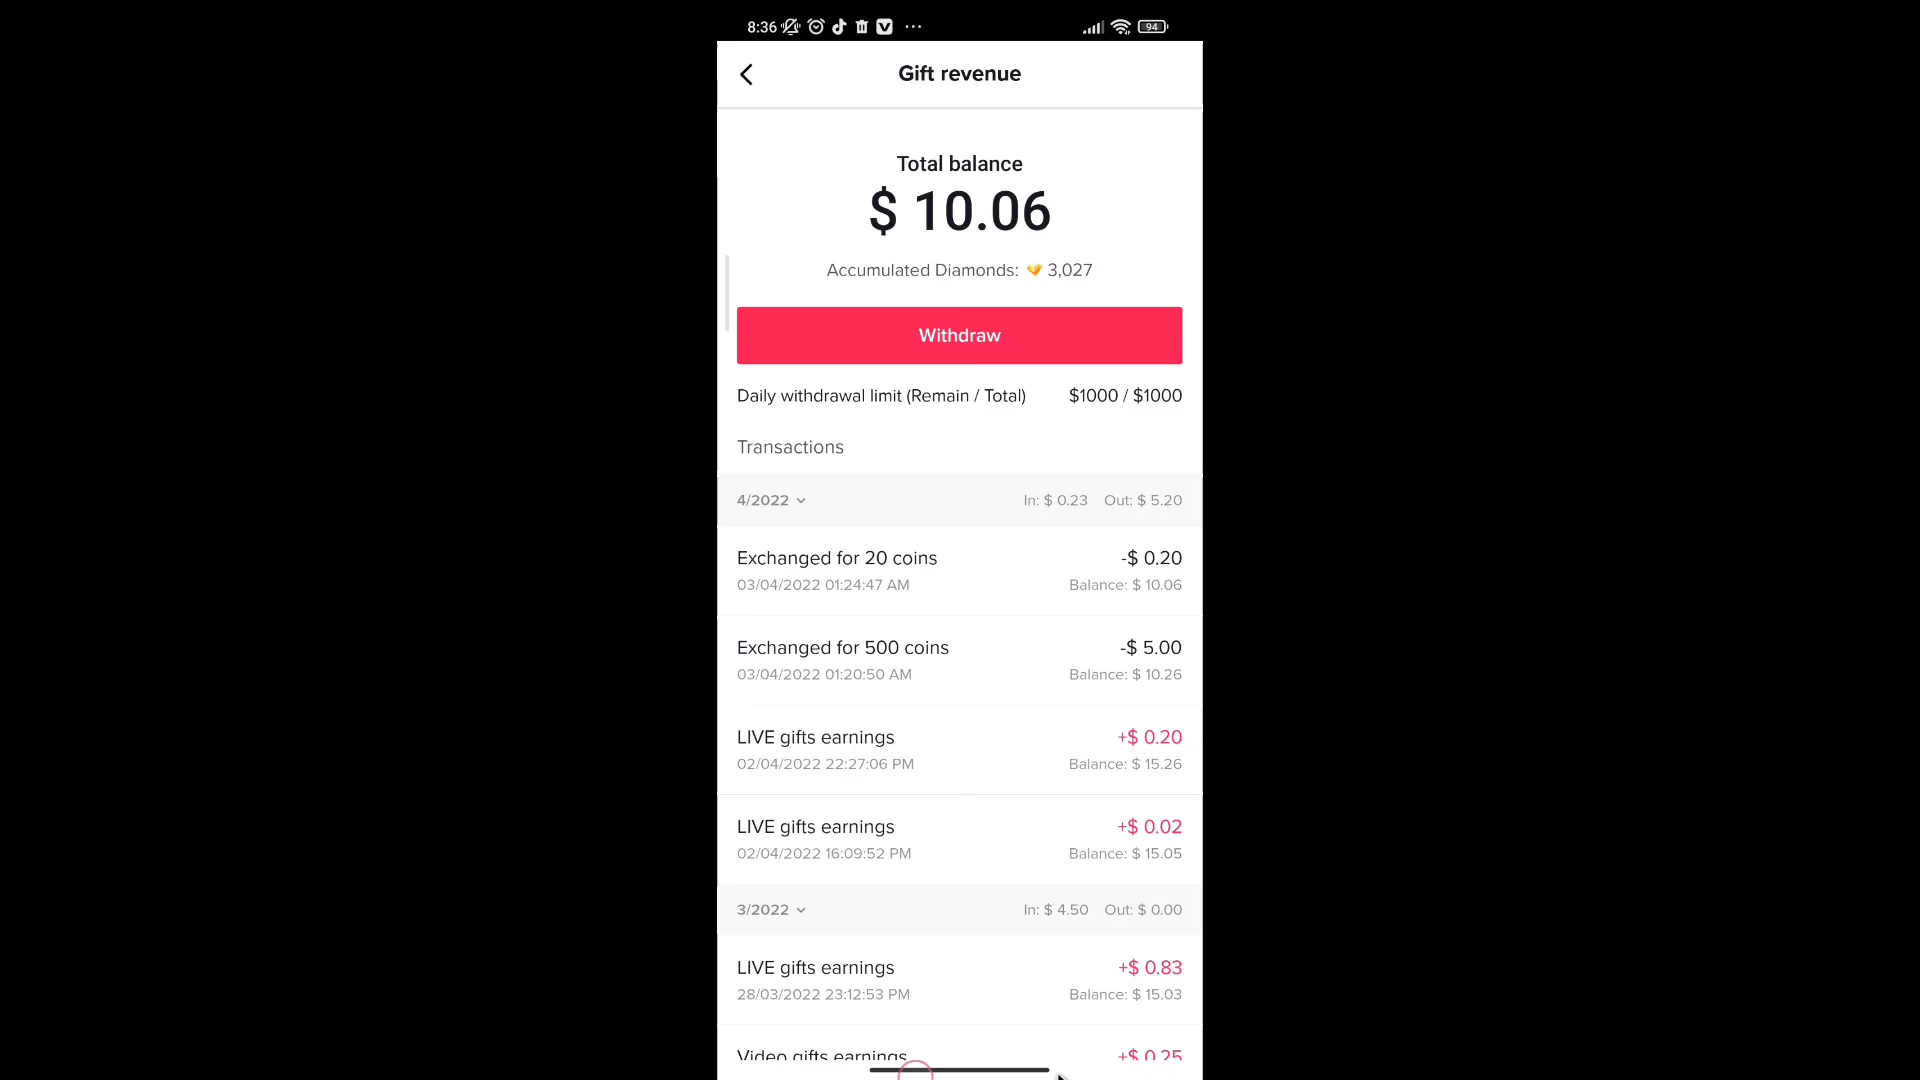 8:36
94
Gift revenue
Total balance
$ 10.06
Accumulated Diamonds: 3,027
Withdraw
Daily withdrawal limit (Remain / Total) $1000 / $1000
Transactions
4/2022 In: $ 0.23 Out: $ 5.20
Exchanged for 20 coins -$ 0.20
03/04/2022 01:24:47 AM Balance: $ 10.06
Exchanged for 500 coins -$ 5.00
03/04/2022 01:20:50 AM Balance: $ 10.26
LIVE gifts earnings +$ 0.20
02/04/2022 22:27:06 PM Balance: $ 15.26
LIVE gifts earnings +$ 0.02
02/04/2022 16:09:52 PM Balance: $ 15.05
3/2022 In: $ 4.50 Out: $ 0.00
LIVE gifts earnings +$ 0.83
28/03/2022 23:12:53 PM Balance: $ 15.03
Video gifts earnings +$ 0.25